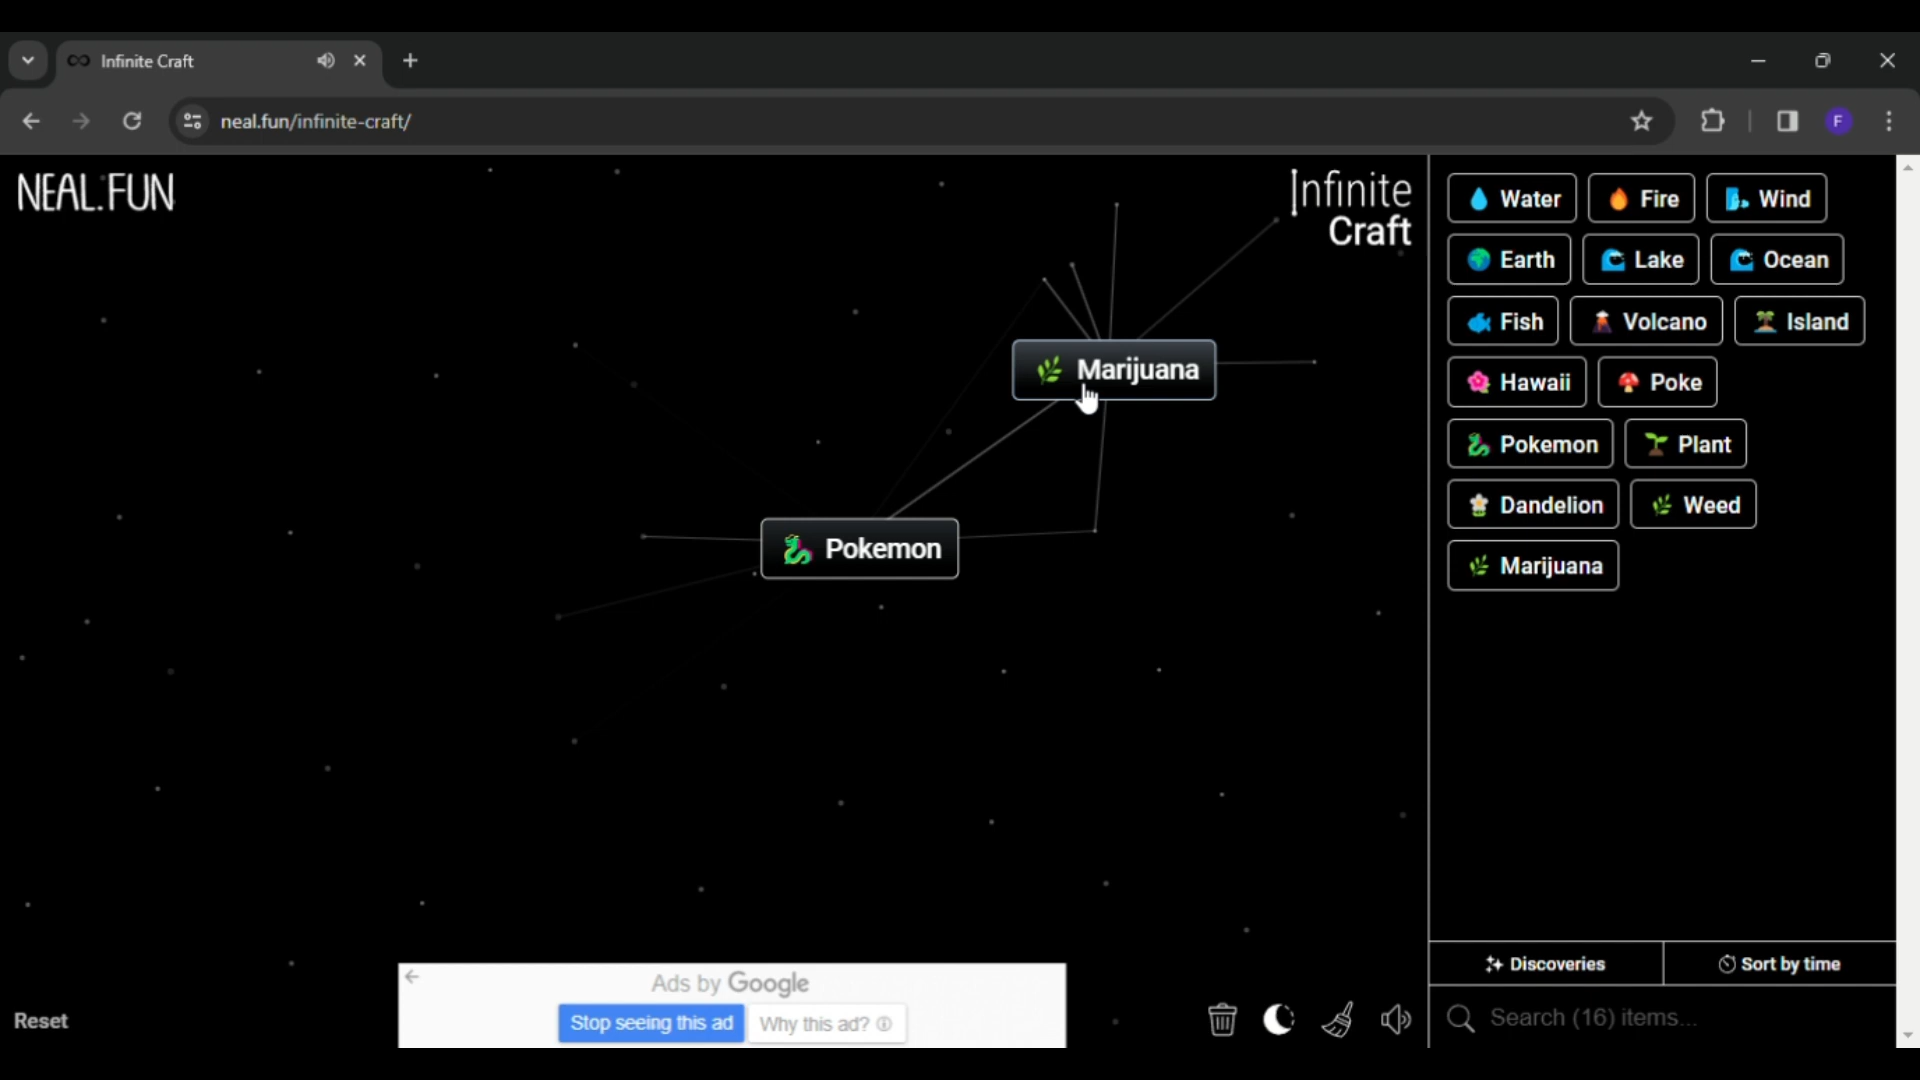 Infinite Craft
neal.fun/infinite-craft/
F
NEAL.FUN
Infinite
Craft
Water
Fire
Wind
Earth
Lake
Ocean
Fish
Volcano
Island
Hawaii
Poke
Pokemon
Plant
Dandelion
Weed
Marijuana
Marijuana
Pokemon
Discoveries
Sort by time
Search (16) items...
Ads by Google
Stop seeing this ad
Why this ad?
Reset